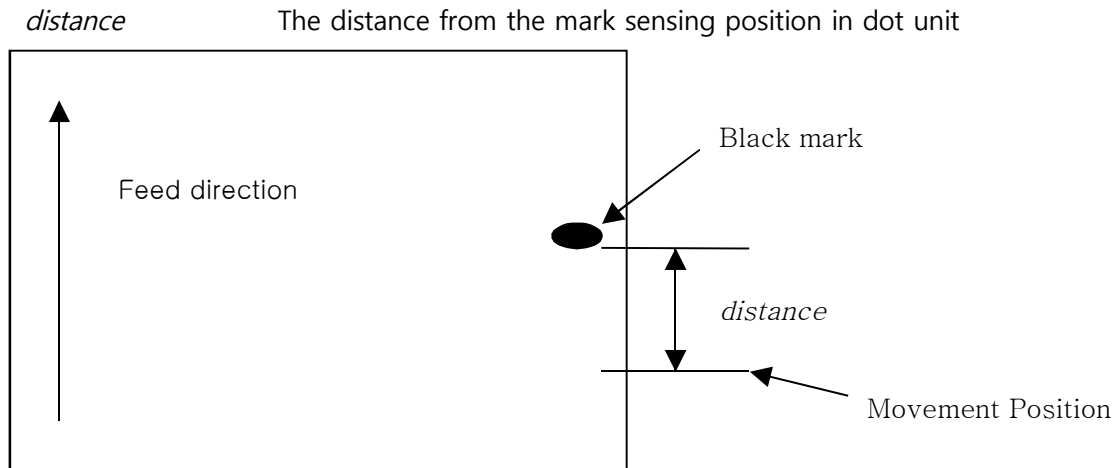 distance The distance from the mark sensing position in dot unit
Black mark
Feed direction
distance
Movement Position